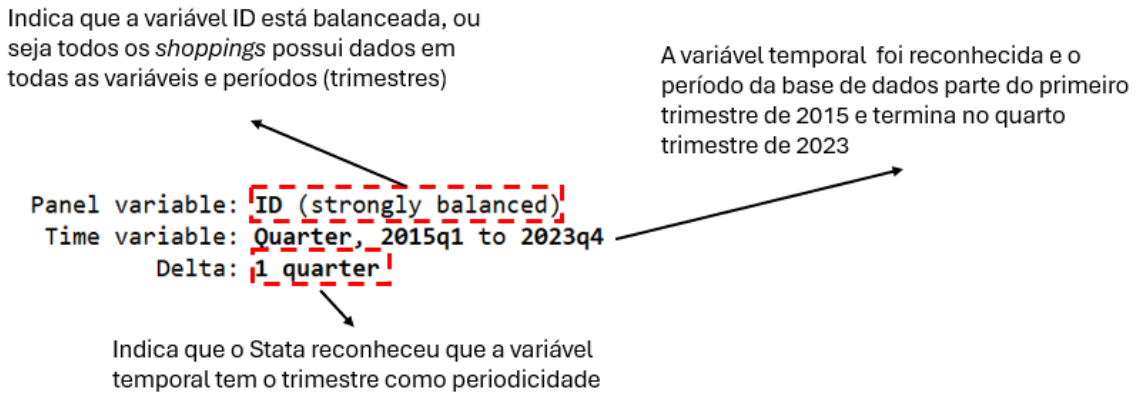 Indica que a variável ID está balanceada, ou
seja todos os shoppings possui dados em
todas as variáveis e períodos (trimestres)
A variável temporal foi reconhecida e o
período da base de dados parte do primeiro
trimestre de 2015 e termina no quarto
trimestre de 2023
Panel variable: ID (strongly balanced)
Time variable: Quarter, 2015q1 to 2023q4
Delta: 1 quarter
Indica que o Stata reconheceu que a variável
temporal tem o trimestre como periodicidade